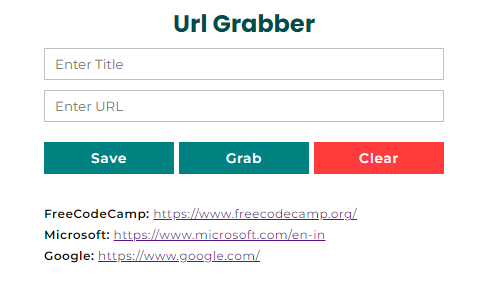 Url Grabber
Enter Title
Enter URL
Save Grab Clear
FreeCodeCamp: https://www.freecodecamp.org/
Microsoft: https://www.microsoft.com/en-in
Google: https://www.google.com/